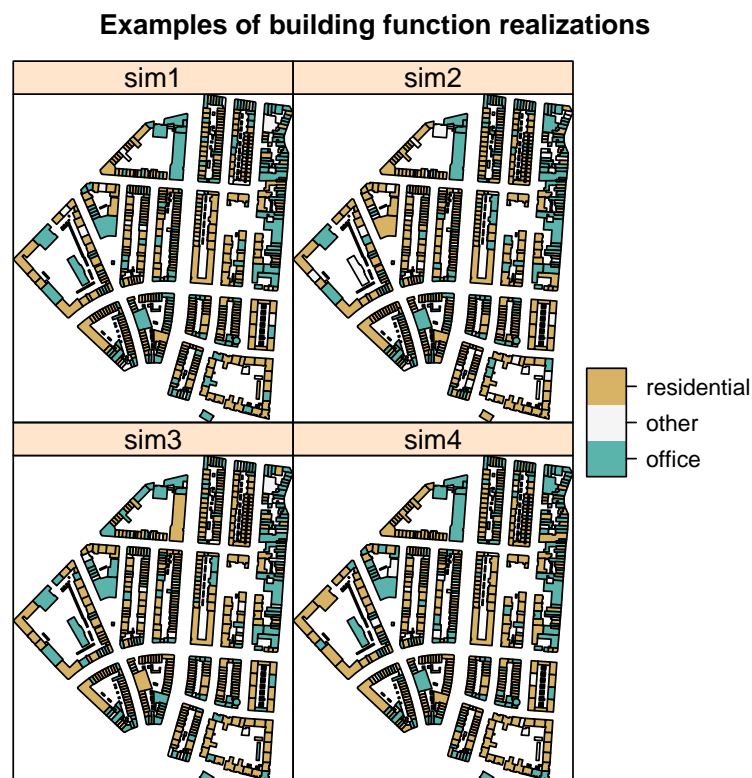 Examples of building function realizations
sim1
sim2
residential
other
office
sim3
sim4